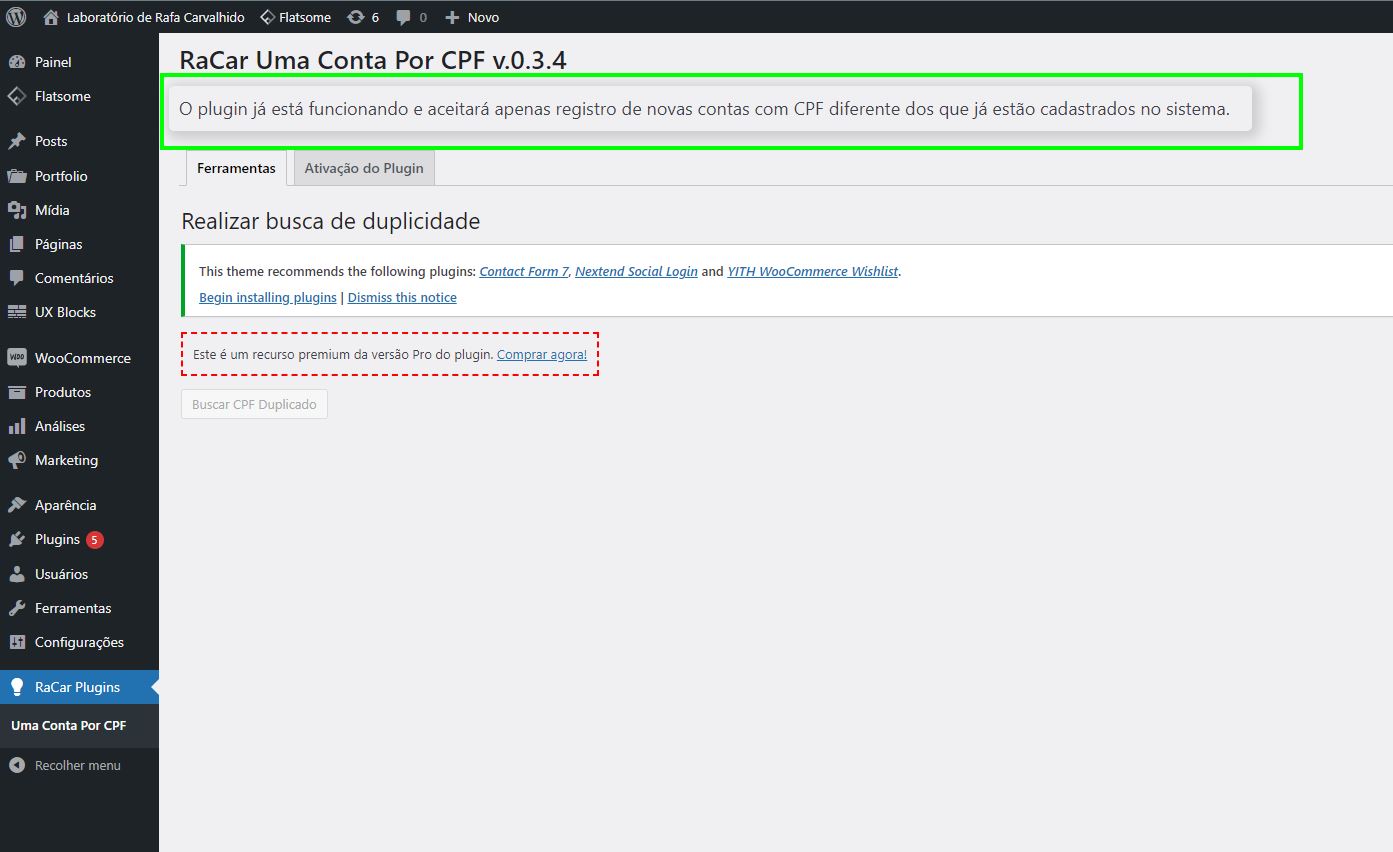 Laboratório de Rafa Carvalhido Flatsome 6 0 Novo
Painel
Flatsome
Posts
Portfolio
Mídia
Páginas
Comentários
UX Blocks
WooCommerce
Produtos
Análises
Marketing
Aparência
Plugins 5
Usuários
Ferramentas
Configurações
RaCar Plugins
Uma Conta Por CPF
Recolher menu
RaCar Uma Conta Por CPF v.0.3.4
O plugin já está funcionando e aceitará apenas registro de novas contas com CPF diferente dos que já estão cadastrados no sistema.
Ferramentas Ativação do Plugin
Realizar busca de duplicidade
This theme recommends the following plugins: Contact Form 7, Nextend Social Login and YITH WooCommerce Wishlist.
Begin installing plugins | Dismiss this notice
Este é um recurso premium da versão Pro do plugin. Comprar agora!
Buscar CPF Duplicado